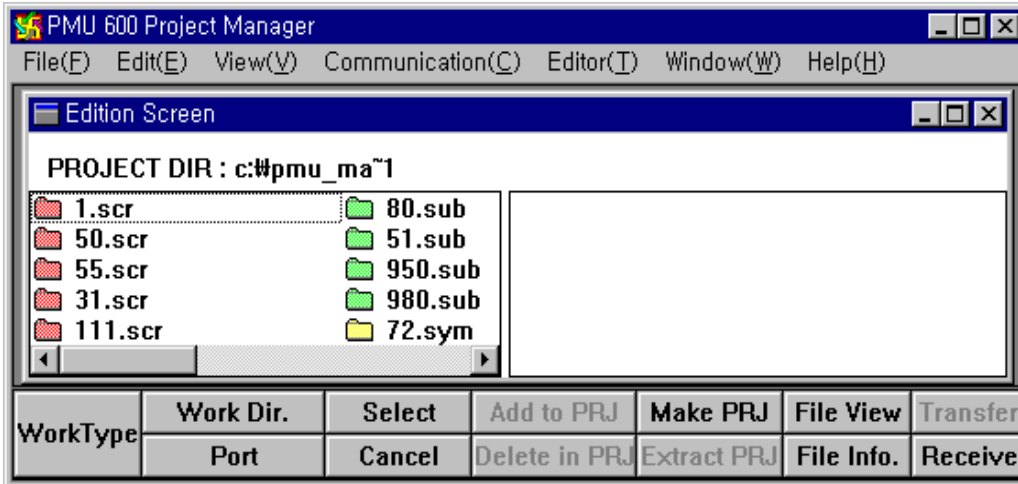 PMU 600 Project Manager
File(F) Edit(E) View(V) Communication(C) Editor(T) Window(W) Help(H)
Edition Screen
PROJECT DIR : c:₩pmu_ma~1
1.scr 80.sub
50.scr 51.sub
55.scr 950.sub
31.scr 980.sub
111.scr 72.sym
WorkType Work Dir. Select Add to PRJ Make PRJ File View Transfer
Port Cancel Delete in PRJ Extract PRJ File Info. Receive